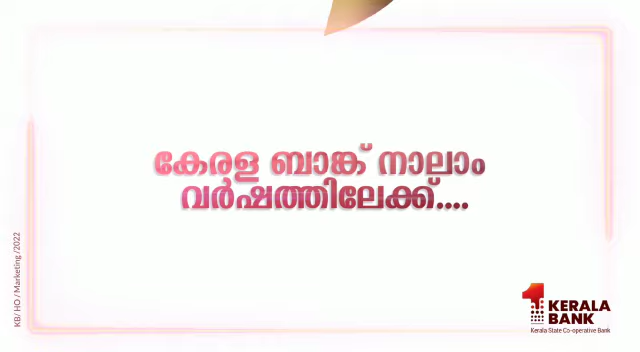 കേരള ബാങ്ക് നാലാം
വർഷത്തിലേക്ക്....
KB/ HO / Marketing /2022
KERALA
BANK
Kerala State Co-operative Bank